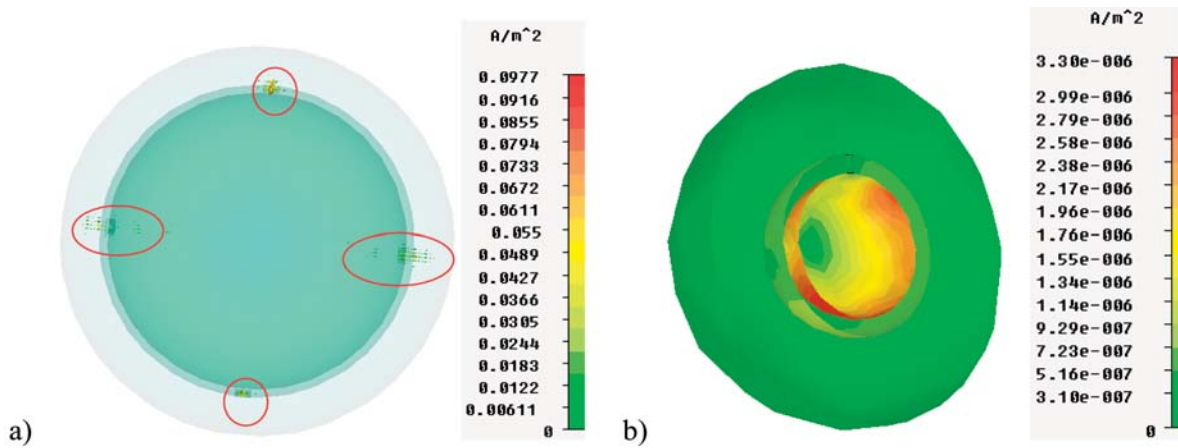 A/m^2
0.0977
0.0916
0.0855
0.0794
0.0733
0.0672
0.0611
0.055
0.0489
0.0427
0.0366
0.0305
0.0244
0.0183
0.0122
0.00611
0
a)
A/m^2
3.30e-006
2.99e-006
2.79e-006
2.58e-006
2.38e-006
2.17e-006
1.96e-006
1.76e-006
1.55e-006
1.34e-006
1.14e-006
9.29e-007
7.23e-007
5.16e-007
3.10e-007
0
b)